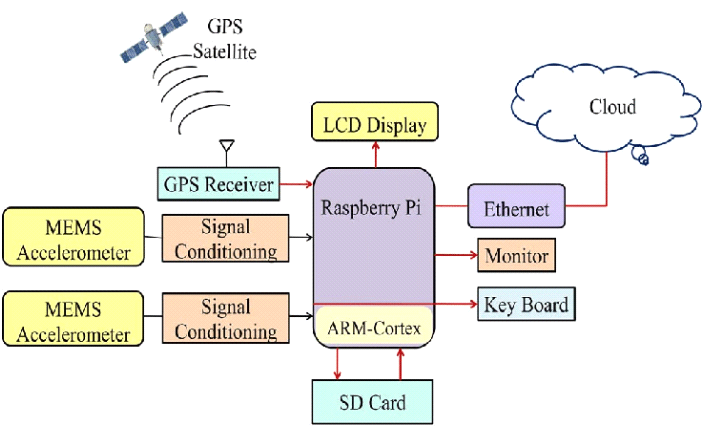 GPS
Satellite
LCD Display
Cloud
GPS Receiver
Raspberry Pi
Ethernet
MEMS
Accelerometer
Signal
Conditioning
Monitor
MEMS
Accelerometer
Signal
Conditioning
Key Board
ARM-Cortex
SD Card